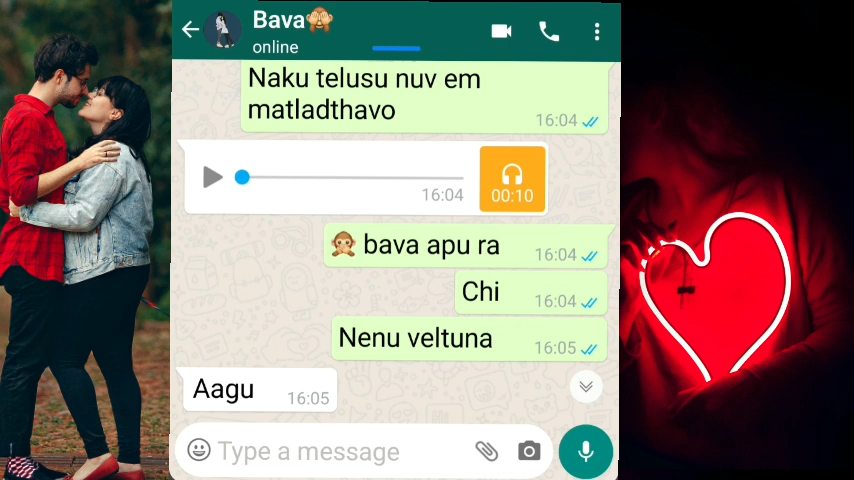 Bava🙈
online
Naku telusu nuv em
matladthavo
16:04
16:04
00:10
🙊 bava apu ra
16:04
Chi
16:04
Nenu veltuna
16:05
Aagu
16:05
Type a message